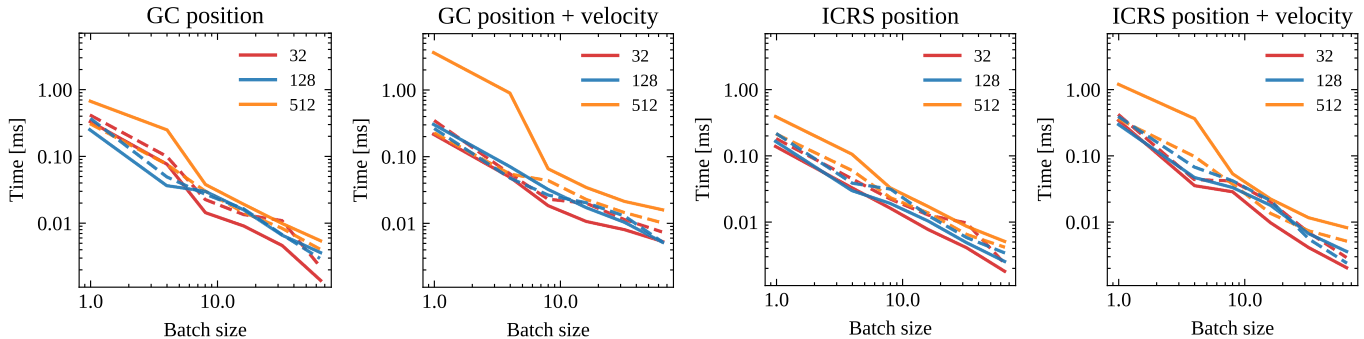 GC position
32
128
512
1.00
0.10
0.01
Time [ms]
1.0
10.0
Batch size
GC position + velocity
32
128
512
1.00
0.10
0.01
Time [ms]
1.0
10.0
Batch size
ICRS position
32
128
512
1.00
0.10
0.01
Time [ms]
1.0
10.0
Batch size
ICRS position + velocity
32
128
512
1.00
0.10
0.01
Time [ms]
1.0
10.0
Batch size